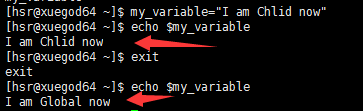 [hsr@xuegod64 ~]$ my_variable="I am Chlid now"
[hsr@xuegod64 ~]$ echo $my_variable
I am Chlid now
[hsr@xuegod64 ~]$ exit
exit
[hsr@xuegod64 ~]$ echo $my_variable
I am Global now